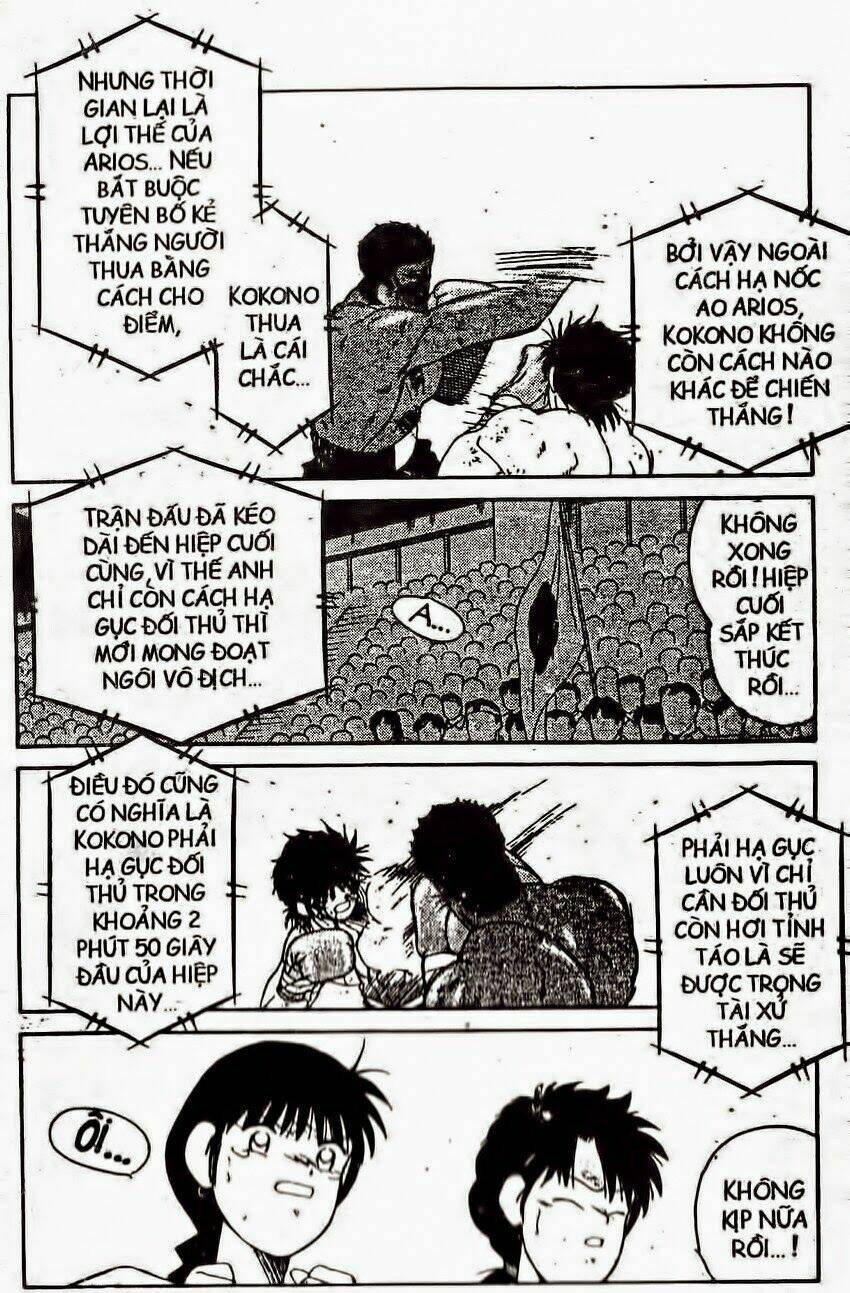 NHƯNG THỜI
GIAN LẠI LÀ
LỢI THẾ CỦA
ARIOS... NẾU
BẮT BUỘC
TUYÊN BỐ KẺ
THẮNG NGƯỜI
THUA BẰNG
CÁCH CHO
ĐIỂM,
KOKONO
THUA
LÀ CÁI
CHẮC...
BỞI VẬY NGOÀI
CÁCH HẠ NỐC
AO ARIOS,
KOKONO KHÔNG
CÒN CÁCH NÀO
KHÁC ĐỂ CHIẾN
THẮNG!
TRẬN ĐẤU ĐÃ KÉO
DÀI ĐẾN HIỆP CUỐI
CÙNG, VÌ THẾ ANH
CHỈ CÒN CÁCH HẠ
GỤC ĐỐI THỦ THÌ
MỚI MONG ĐOẠT
NGÔI VÔ ĐỊCH...
A...
KHÔNG
XONG
RỒI! HIỆP
CUỐI
SẮP KẾT
THÚC
RỒI...
ĐIỀU ĐÓ CŨNG
CÓ NGHĨA LÀ
KOKONO PHẢI
HẠ GỤC ĐỐI
THỦ TRONG
KHOẢNG 2
PHÚT 50 GIÂY
ĐẦU CỦA HIỆP
NÀY...
PHẢI HẠ GỤC
LUÔN VÌ CHỈ
CẦN ĐỐI THỦ
CÒN HƠI TỈNH
TÁO LÀ SẼ
ĐƯỢC TRỌNG
TÀI XỬ
THẮNG...
ÔI...
KHÔNG
KỊP NỮA
RỒI...!